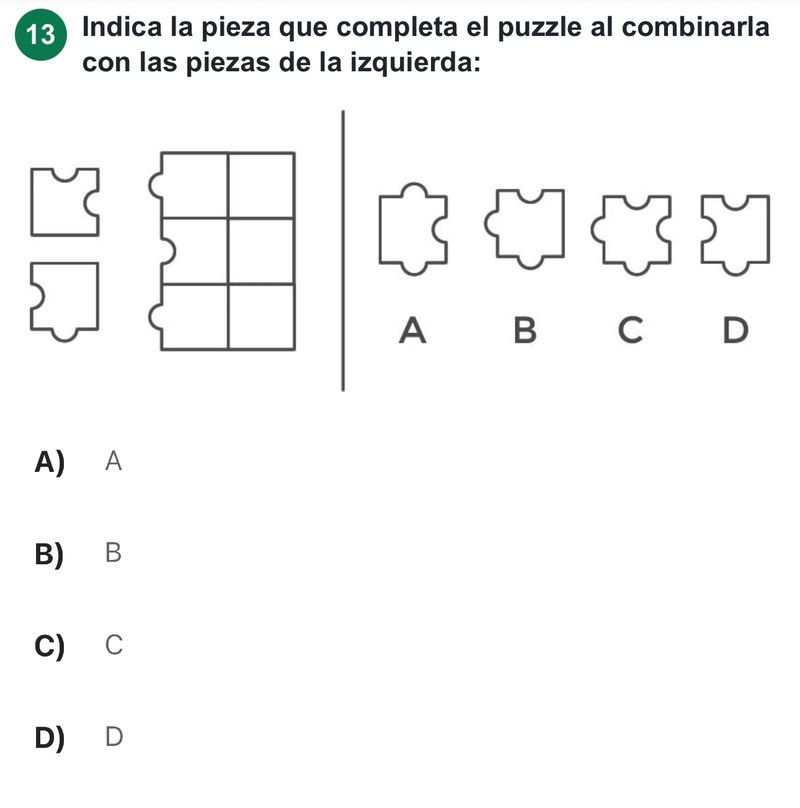 13 Indica la pieza que completa el puzzle al combinarla
con las piezas de la izquierda:
A B C D
A) A
B) B
C) C
D) D